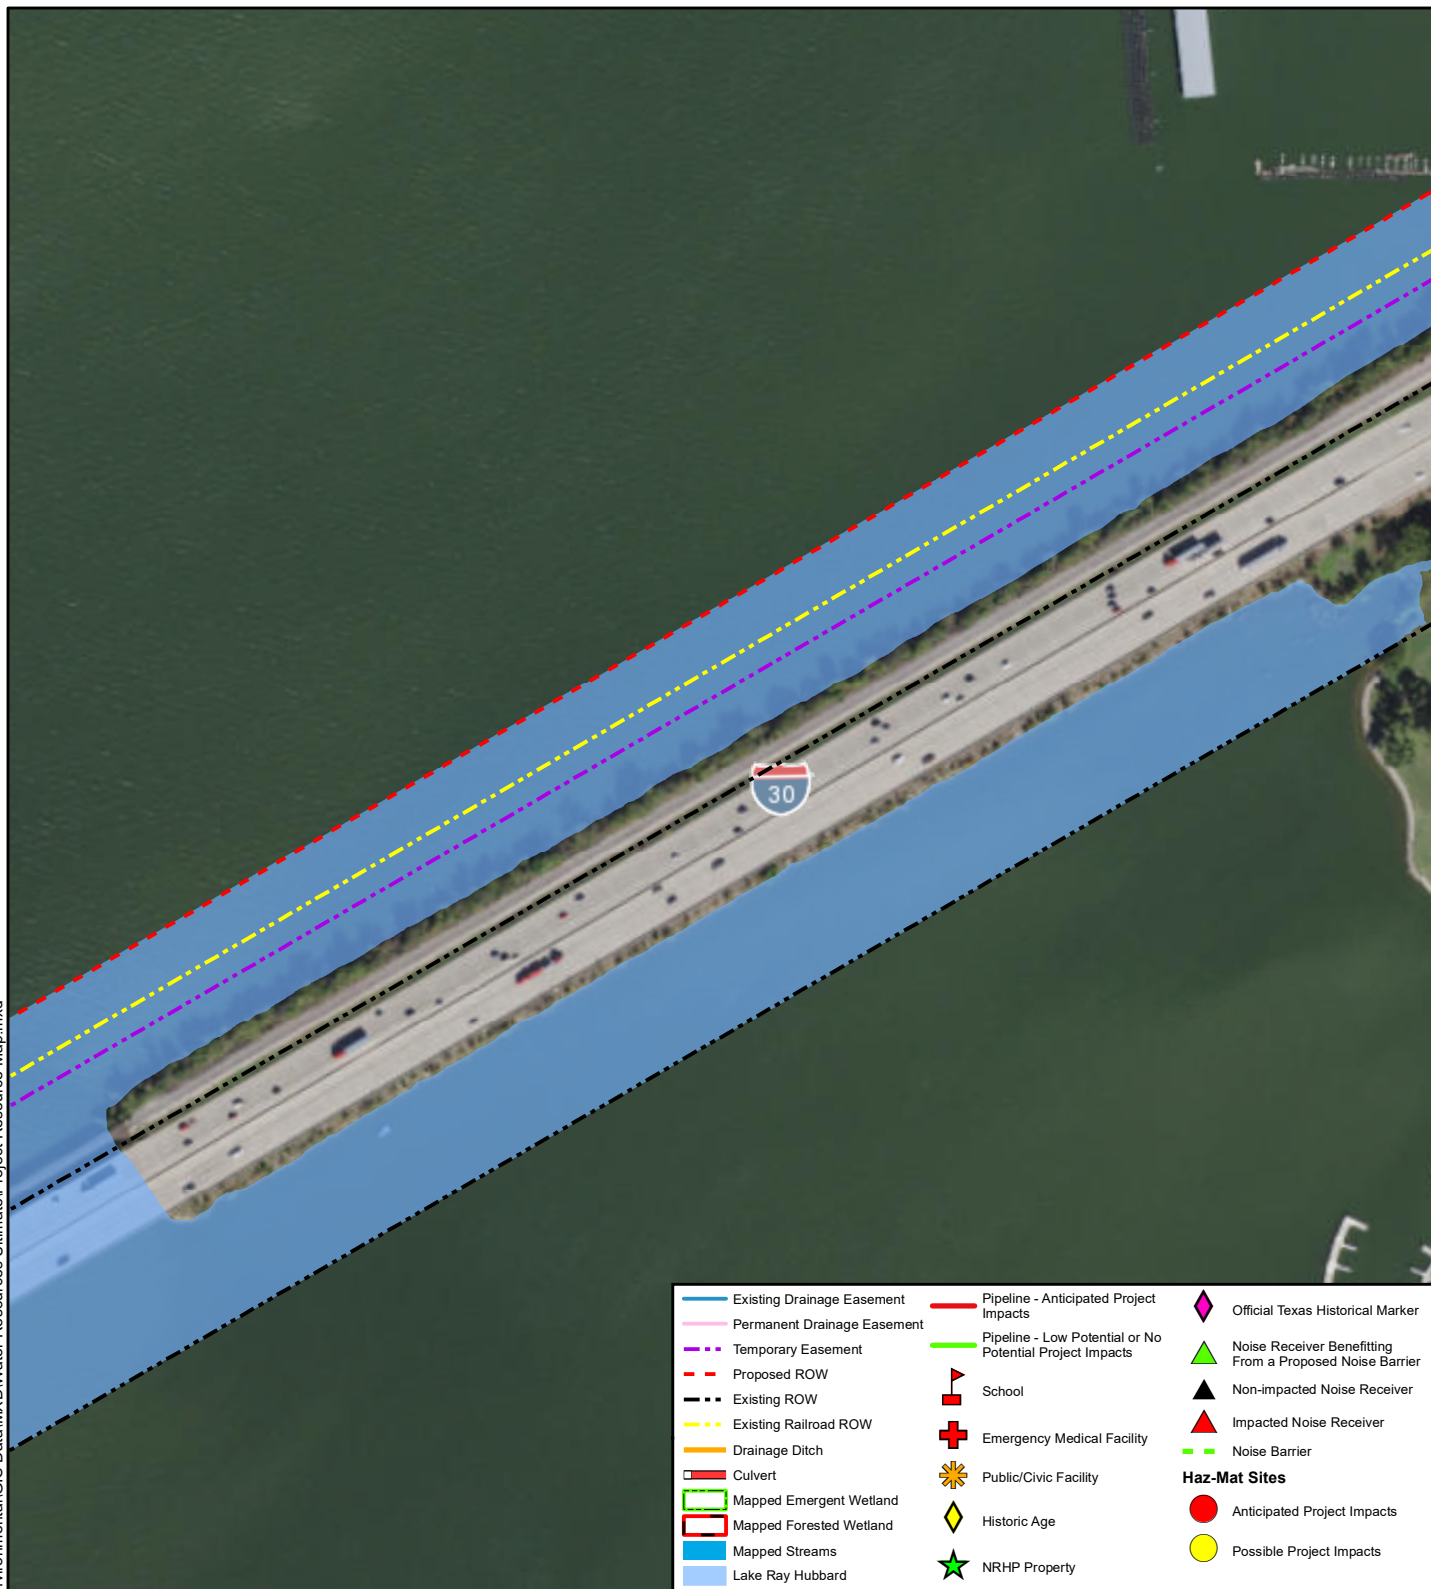 30
Existing Drainage Easement
Permanent Drainage Easement
Temporary Easement
Proposed ROW
Existing ROW
Existing Railroad ROW
Drainage Ditch
Culvert
Mapped Emergent Wetland
Mapped Forested Wetland
Mapped Streams
Lake Ray Hubbard
Pipeline - Anticipated Project
Impacts
Pipeline - Low Potential or No
Potential Project Impacts
School
Emergency Medical Facility
Public/Civic Facility
Historic Age
NRHP Property
Official Texas Historical Marker
Noise Receiver Benefitting
From a Proposed Noise Barrier
Non-impacted Noise Receiver
Impacted Noise Receiver
Noise Barrier
Haz-Mat Sites
Anticipated Project Impacts
Possible Project Impacts